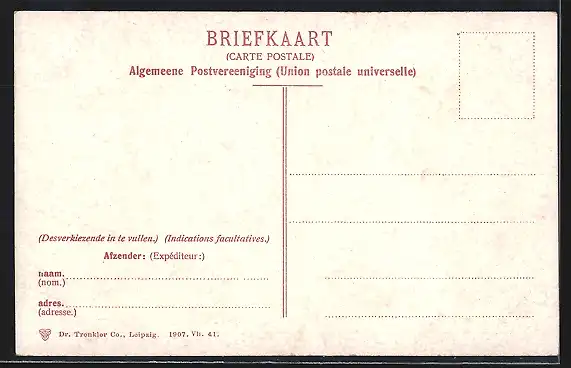 BRIEFKAART
(CARTE POSTALE)
Algemeene Postvereeniging (Union postale universelle)
(Desverkiezende in te vullen.) (Indications facultatives.)
Afzender: (Expéditeur:)
naam.
(nom.)
adres.
(adresse.)
Dr. Trenkler Co., Leipzig. 1907. Vlt. 41.